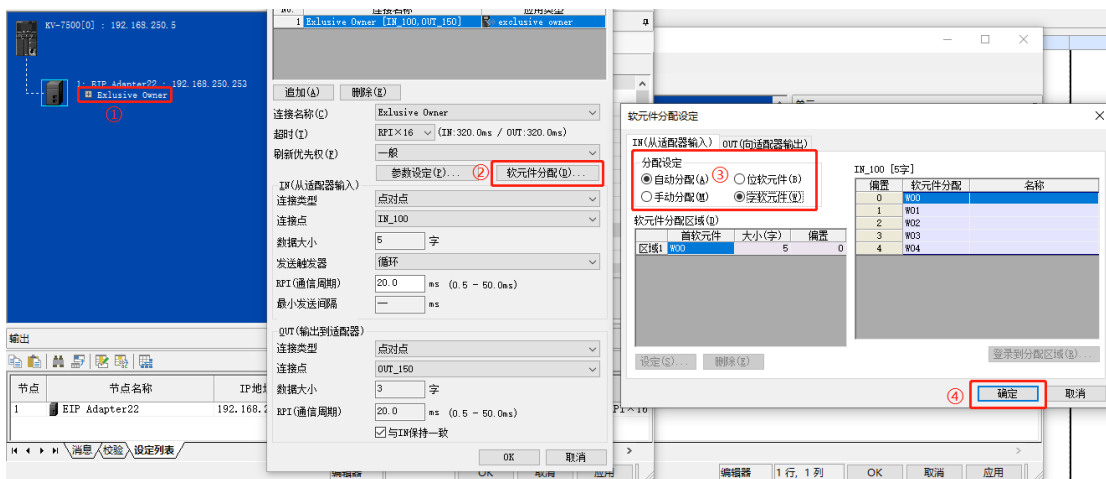 KV-7500[0] : 192.168.250.5
1: EIP Adapter22 : 192.168.250.253
Exlusive Owner
①
输出
节点 节点名称
1 EIP Adapter22 192.168.2
消息 校验 设定列表
1 Exlusive Owner [IN_100,OUT_150] exclusive owner
追加(A) 删除(E)
连接名称(C) Exlusive Owner
超时(T) RPI×16 (IN:320.0ms / OUT:320.0ms)
刷新优先权(F) 一般
参数设定(P)... ② 软元件分配(D)...
IN(从适配器输入)
连接类型 点对点
连接点 IN_100
数据大小 5 字
发送触发器 循环
RPI(通信周期) 20.0 ms (0.5 - 50.0ms)
最小发送间隔 — ms
OUT(输出到适配器)
连接类型 点对点
连接点 OUT_150
数据大小 3 字
RPI(通信周期) 20.0 ms (0.5 - 50.0ms)
☑与IN保持一致
OK 取消
软元件分配设定
IN(从适配器输入) OUT(向适配器输出)
分配设定
自动分配(A) ③ 位软元件(B)
手动分配(M) 字软元件(W)
软元件分配区域(D)
首软元件 大小(字) 偏置
区域1 W00 5 0
设定(S)... 删除(E)
IN_100 [5字]
偏置 软元件分配 名称
0 W00
1 W01
2 W02
3 W03
4 W04
登录到分配区域(R)...
④ 确定 取消
编辑器 1行, 1列 OK 取消 应用